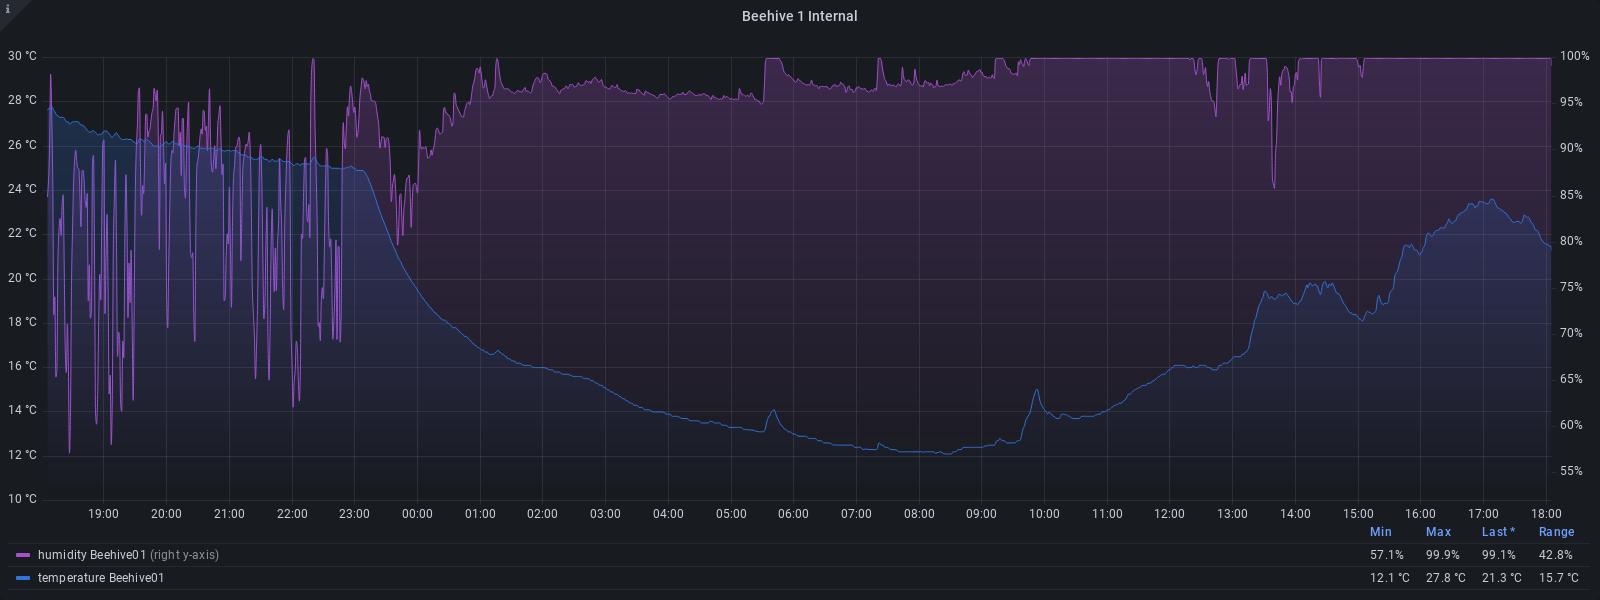 i
Beehive 1 Internal
30 °C 100%
28 °C 95%
26 °C 90%
24 °C 85%
22 °C 80%
20 °C 75%
18 °C 70%
16 °C 65%
14 °C 60%
12 °C 55%
10 °C
19:00 20:00 21:00 22:00 23:00 00:00 01:00 02:00 03:00 04:00 05:00 06:00 07:00 08:00 09:00 10:00 11:00 12:00 13:00 14:00 15:00 16:00 17:00 18:00
Min Max Last * Range
humidity Beehive01 (right y-axis) 57.1% 99.9% 99.1% 42.8%
temperature Beehive01 12.1 °C 27.8 °C 21.3 °C 15.7 °C